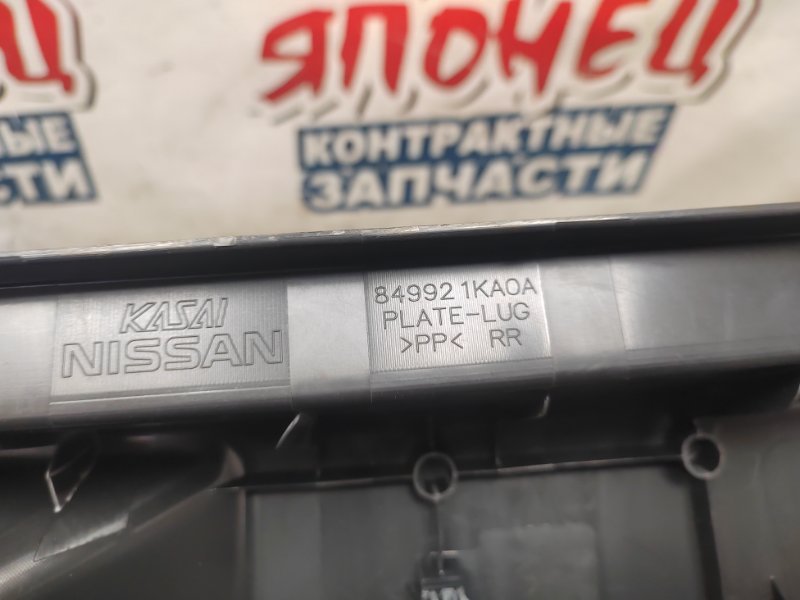 ЯПОНЕЦ
КОНТРАКТНЫЕ
ЗАПЧАСТИ
KASAI
NISSAN
84992 1KA0A
PLATE-LUG
>PP< RR